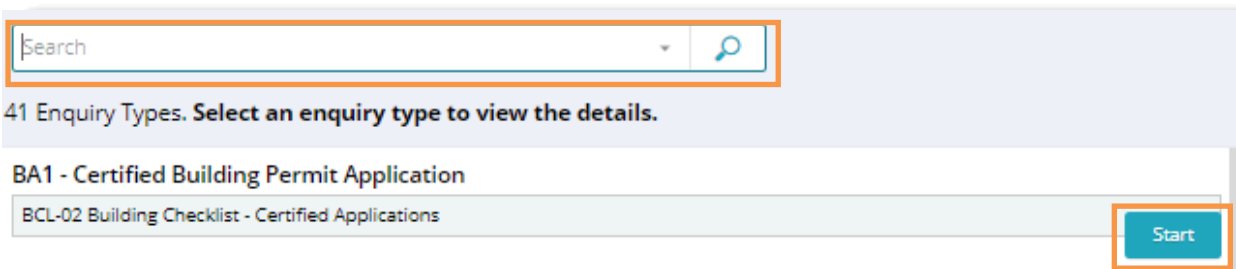 Search
41 Enquiry Types. Select an enquiry type to view the details.
BA1 - Certified Building Permit Application
BCL-02 Building Checklist - Certified Applications
Start